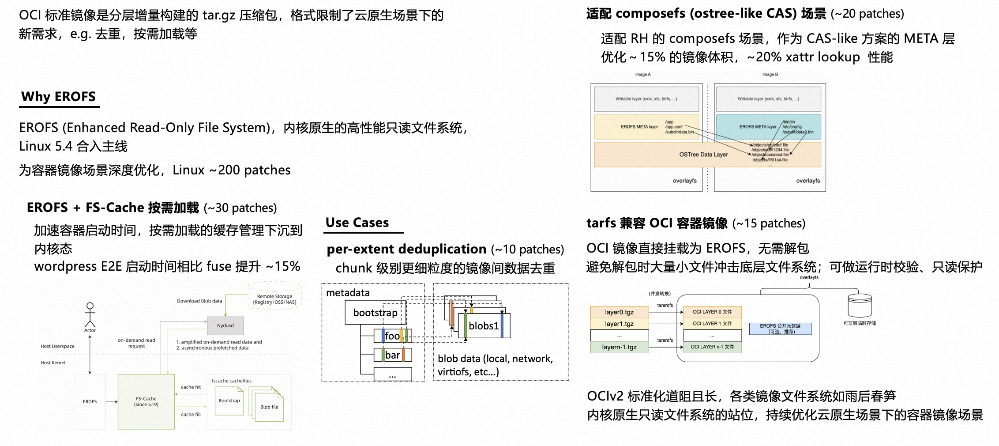 OCI 标准镜像是分层增量构建的 tar.gz 压缩包，格式限制了云原生场景下的
新需求，e.g. 去重，按需加载等
Why EROFS
EROFS (Enhanced Read-Only File System)，内核原生的高性能只读文件系统，
Linux 5.4 合入主线
为容器镜像场景深度优化，Linux ~200 patches
EROFS + FS-Cache 按需加载 (~30 patches)
加速容器启动时间，按需加载的缓存管理下沉到
内核态
wordpress E2E 启动时间相比 fuse 提升 ~15%
Remote Storage
(Registry/OSS/NAS)
Download Blob data
Actor
Nydusd
on-demand read
request
1. amplified on-demand read data and
2. asynchronous prefetched data
Host Userspace
Host Kernel
EROFS
FS-Cache
(since 5.19)
cache hit
cache fill
fscache cachefiles
Bootstrap
Blob file
Use Cases
per-extent deduplication (~10 patches)
chunk 级别更细粒度的镜像间数据去重
metadata
bootstrap
foo
bar
...
blobs1
blob data (local, network,
virtiofs, etc...)
适配 composefs (ostree-like CAS) 场景 (~20 patches)
适配 RH 的 composefs 场景，作为 CAS-like 方案的 META 层
优化 ~ 15% 的镜像体积，~20% xattr lookup 性能
Image A
Image B
Writable layer (ext4, xfs, btrfs, ...)
Writable layer (ext4, xfs, btrfs, ...)
EROFS META layer
/app
/app.conf
/subdir/data.bin
EROFS META layer
/bin/sh
/etc/config
/subdir/data2.bin
OSTree Data Layer
/objects/ab/cdef.file
/objects/de/1234.file
/objects/aa/abcd.file
/objects/ff/01a4.file
...
overlayfs
overlayfs
tarfs 兼容 OCI 容器镜像 (~15 patches)
OCI 镜像直接挂载为 EROFS，无需解包
避免解包时大量小文件冲击底层文件系统；可做运行时校验、只读保护
overlayfs
(并发转换)
tarerofs
layer0.tgz
layer1.tgz
...
layern-1.tgz
tarerofs
OCI LAYER 0 文件
OCI LAYER 1 文件
...
OCI LAYER n-1 文件
EROFS 合并元数据
(可选，推荐)
可写层临时存储
OCIv2 标准化道阻且长，各类镜像文件系统如雨后春笋
内核原生只读文件系统的站位，持续优化云原生场景下的容器镜像场景